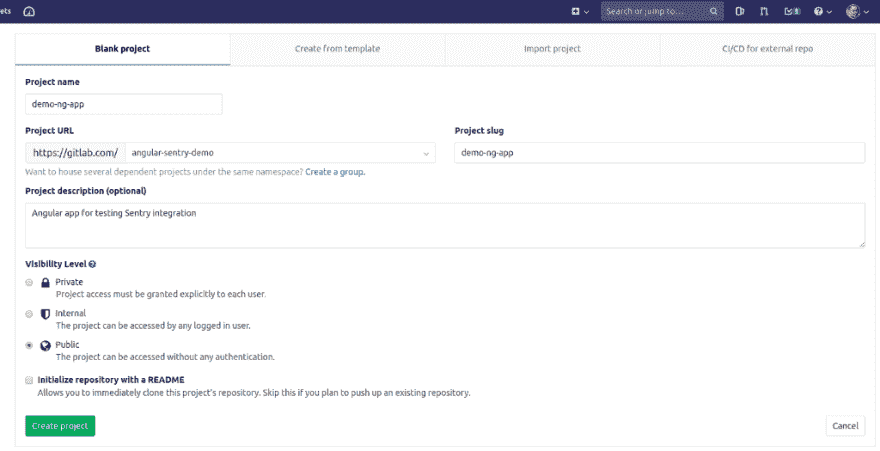 Search or jump to...
Blank project
Create from template
Import project
CI/CD for external repo
Project name
demo-ng-app
Project URL
Project slug
https://gitlab.com/
angular-sentry-demo
demo-ng-app
Want to house several dependent projects under the same namespace? Create a group.
Project description (optional)
Angular app for testing Sentry integration
Visibility Level
Private
Project access must be granted explicitly to each user.
Internal
The project can be accessed by any logged in user.
Public
The project can be accessed without any authentication.
Initialize repository with a README
Allows you to immediately clone this project's repository. Skip this if you plan to push up an existing repository.
Create project
Cancel